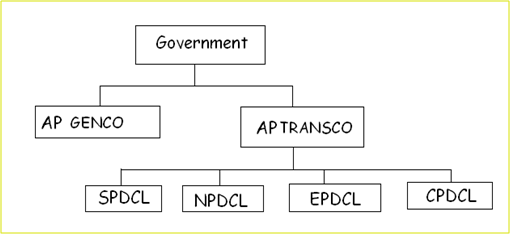 Government
AP GENCO
APTRANSCO
SPDCL
NPDCL
EPDCL
CPDCL